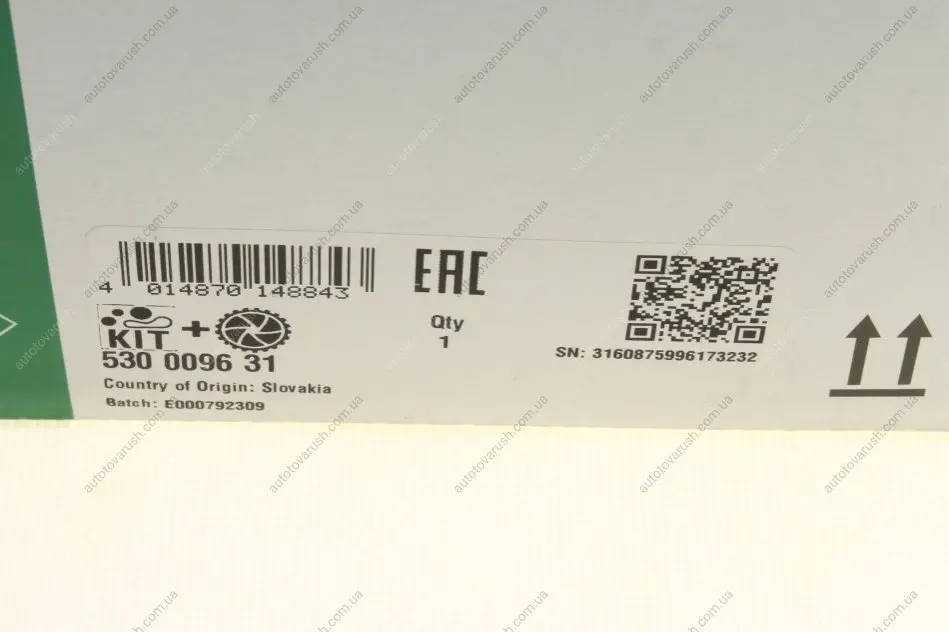 4 014870 148843
EAC
Qty
1
KIT +
530 0096 31
Country of Origin: Slovakia
Batch: E000792309
SN: 3160875996173232
autotovarush.com.ua